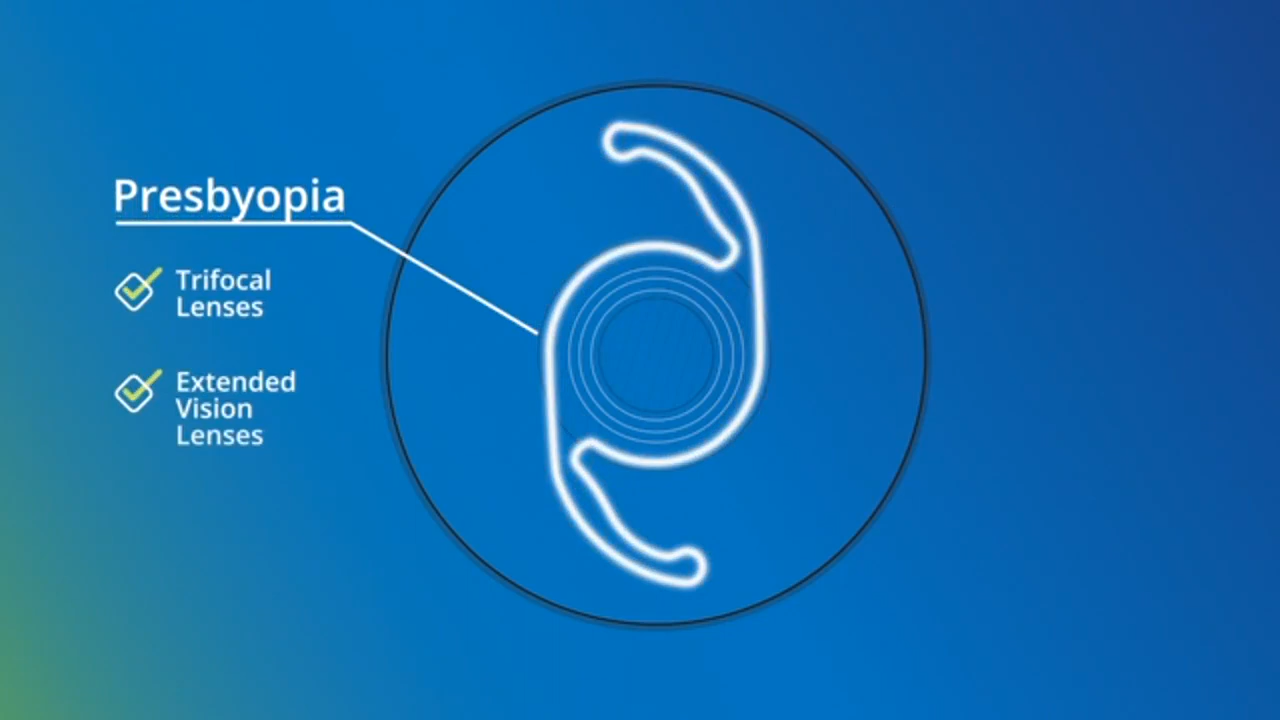 Presbyopia
Trifocal
Lenses
Extended
Vision
Lenses